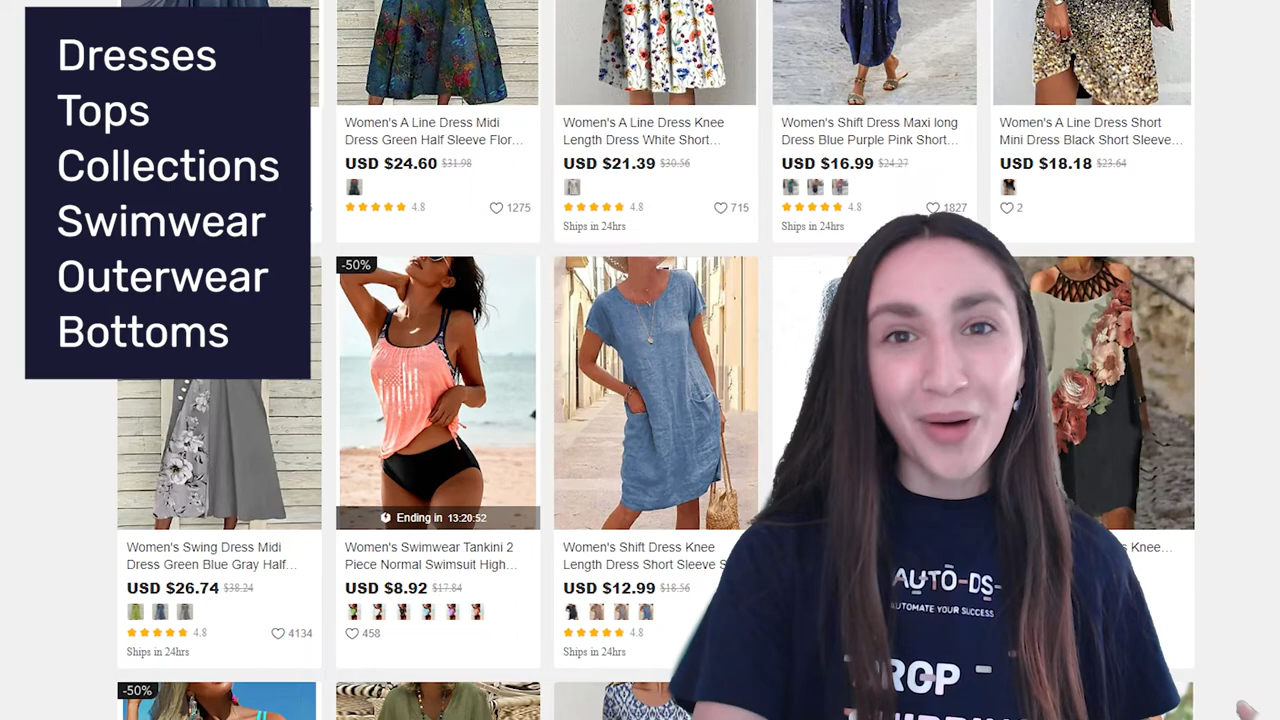 Dresses
Tops
Collections
Swimwear
Outerwear
Bottoms
Women's A Line Dress Midi
Dress Green Half Sleeve Flor...
USD $24.60 $31.98
4.8 1275
Women's A Line Dress Knee
Length Dress White Short...
USD $21.39 $30.56
4.8 715
Ships in 24hrs
Women's Shift Dress Maxi long
Dress Blue Purple Pink Short...
USD $16.99 $24.27
4.8 1827
Ships in 24hrs
Women's A Line Dress Short
Mini Dress Black Short Sleeve...
USD $18.18 $23.64
2
Women's Swing Dress Midi
Dress Green Blue Gray Half...
USD $26.74 $38.24
4.8 4134
Ships in 24hrs
-50%
Ending in 13:20:52
Women's Swimwear Tankini 2
Piece Normal Swimsuit High...
USD $8.92 $17.84
458
Women's Shift Dress Knee
Length Dress Short Sleeve S
USD $12.99 $18.56
4.8
Ships in 24hrs
s Knee...
-50%
AUTO-DS-
AUTOMATE YOUR SUCCESS
DROP